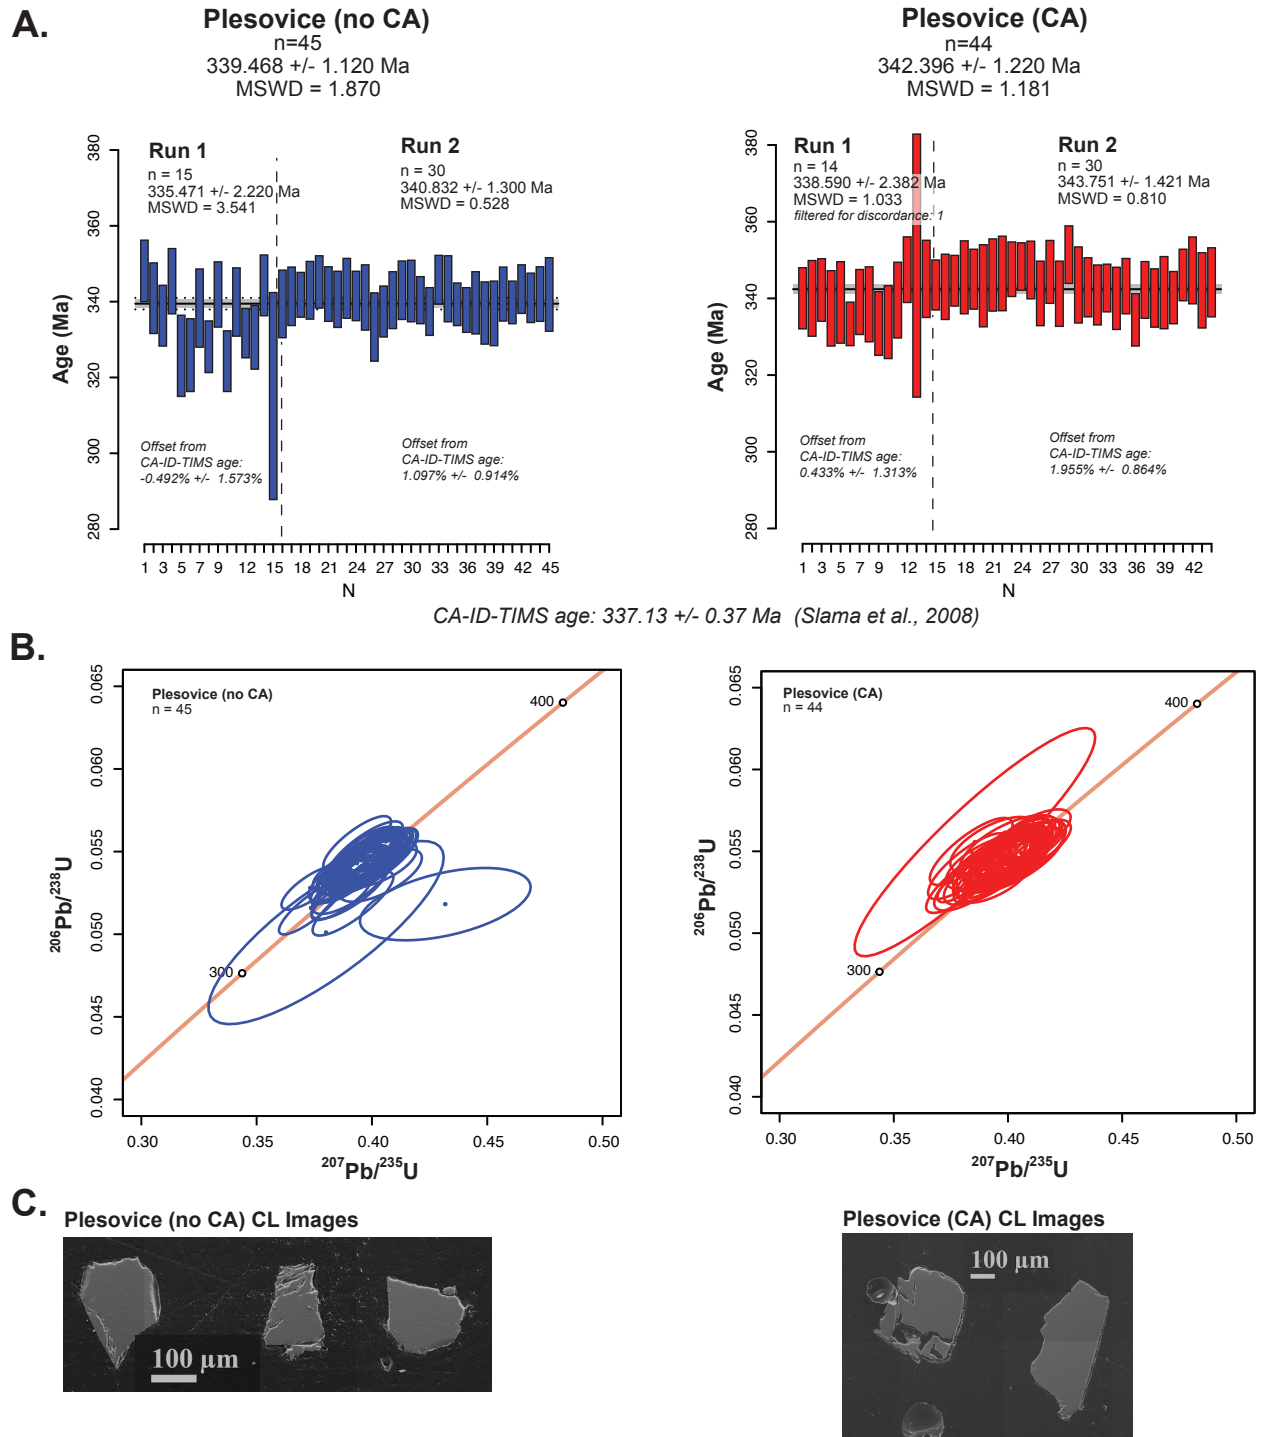 A.
Plesovice (no CA)
n=45
339.468 +/- 1.120 Ma
MSWD = 1.870
Plesovice (CA)
n=44
342.396 +/- 1.220 Ma
MSWD = 1.181
Age (Ma)
380
360
340
320
300
280
Run 1
n = 15
335.471 +/- 2.220 Ma
MSWD = 3.541
Run 2
n = 30
340.832 +/- 1.300 Ma
MSWD = 0.528
Offset from
CA-ID-TIMS age:
-0.492% +/- 1.573%
Offset from
CA-ID-TIMS age:
1.097% +/- 0.914%
1 3 5 7 9 12 15 18 21 24 27 30 33 36 39 42 45
N
Age (Ma)
380
360
340
320
300
280
Run 1
n = 14
338.590 +/- 2.382 Ma
MSWD = 1.033
filtered for discordance: 1
Run 2
n = 30
343.751 +/- 1.421 Ma
MSWD = 0.810
Offset from
CA-ID-TIMS age:
0.433% +/- 1.313%
Offset from
CA-ID-TIMS age:
1.955% +/- 0.864%
1 3 5 7 9 12 15 18 21 24 27 30 33 36 39 42
N
CA-ID-TIMS age: 337.13 +/- 0.37 Ma (Slama et al., 2008)
B.
Plesovice (no CA)
n = 45
400
300
206Pb/238U
0.065
0.060
0.055
0.050
0.045
0.040
0.30 0.35 0.40 0.45 0.50
207Pb/235U
Plesovice (CA)
n = 44
400
300
206Pb/238U
0.065
0.060
0.055
0.050
0.045
0.040
0.30 0.35 0.40 0.45 0.50
207Pb/235U
C.
Plesovice (no CA) CL Images
100 µm
Plesovice (CA) CL Images
100 µm